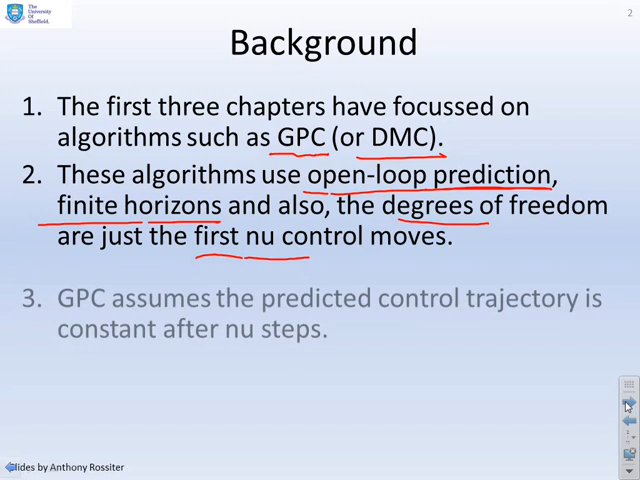 The
University
Of
Sheffield.
2
Background
1. The first three chapters have focussed on
algorithms such as GPC (or DMC).
2. These algorithms use open-loop prediction,
finite horizons and also, the degrees of freedom
are just the first nu control moves.
3. GPC assumes the predicted control trajectory is
constant after nu steps.
lides by Anthony Rossiter